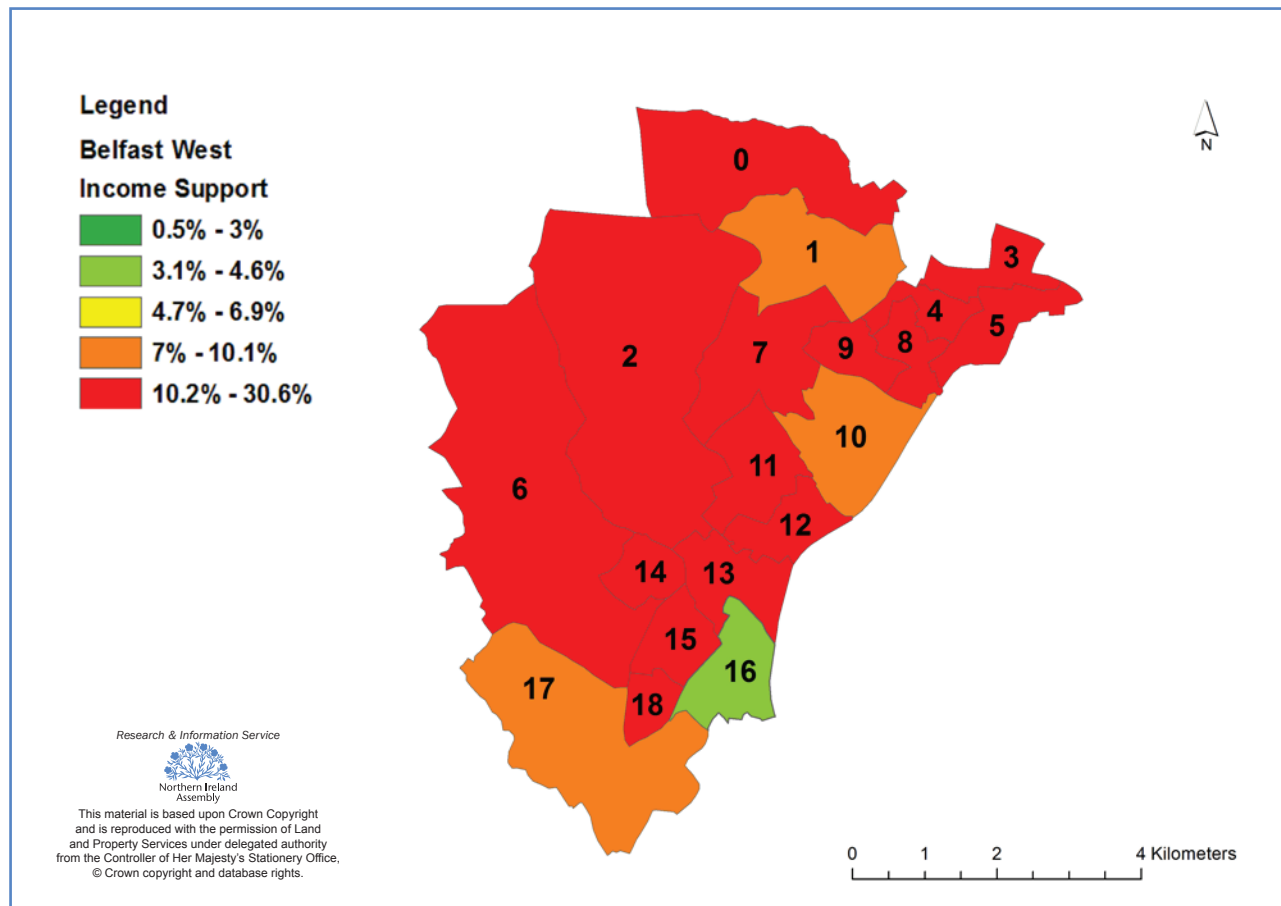 Legend
Belfast West
Income Support
0.5% - 3%
3.1% - 4.6%
4.7% - 6.9%
7% - 10.1%
10.2% - 30.6%
N
0
1
3
4
5
2
7
9
8
10
11
6
12
14
13
15
16
17
18
Research & Information Service
Northern Ireland
Assembly
This material is based upon Crown Copyright
and is reproduced with the permission of Land
and Property Services under delegated authority
from the Controller of Her Majesty's Stationery Office,
© Crown copyright and database rights.
0 1 2 4 Kilometers